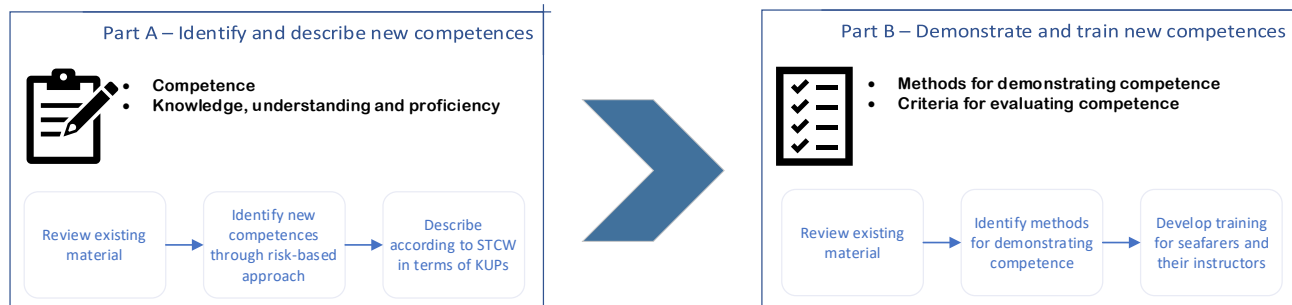 Part A – Identify and describe new competences
• Competence
• Knowledge, understanding and proficiency
Review existing
material
Identify new
competences
through risk-based
approach
Describe
according to STCW
in terms of KUPs
Part B – Demonstrate and train new competences
• Methods for demonstrating competence
• Criteria for evaluating competence
Review existing
material
Identify methods
for demonstrating
competence
Develop training
for seafarers and
their instructors